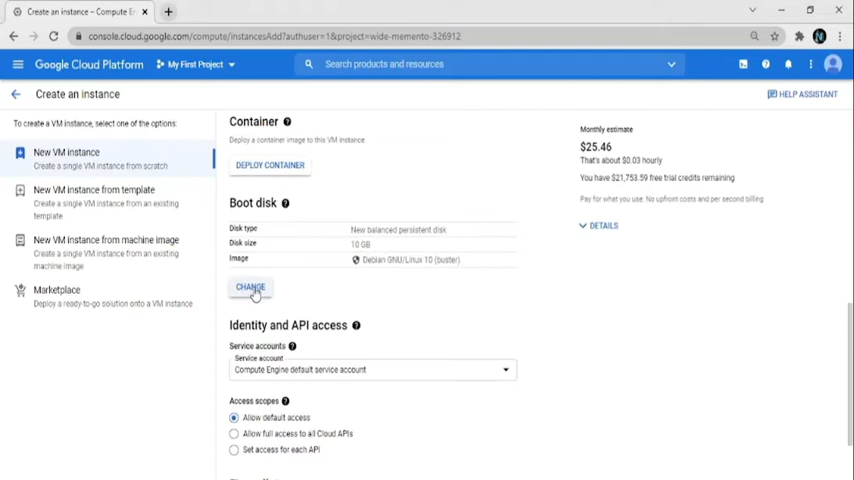 Create an instance – Compute En
console.cloud.google.com/compute/instancesAdd?authuser=1&project=wide-memento-326912
Google Cloud Platform
My First Project
Search products and resources
Create an instance
HELP ASSISTANT
To create a VM instance, select one of the options:
New VM instance
Create a single VM instance from scratch
New VM instance from template
Create a single VM instance from an existing
template
New VM instance from machine image
Create a single VM instance from an existing
machine image
Marketplace
Deploy a ready-to-go solution onto a VM instance
Container
Deploy a container image to this VM instance
DEPLOY CONTAINER
Boot disk
Disk type New balanced persistent disk
Disk size 10 GB
Image Debian GNU/Linux 10 (buster)
CHANGE
Identity and API access
Service accounts
Service account
Compute Engine default service account
Access scopes
Allow default access
Allow full access to all Cloud APIs
Set access for each API
Monthly estimate
$25.46
That's about $0.03 hourly
You have $21,753.59 free trial credits remaining
Pay for what you use: No upfront costs and per second billing
DETAILS